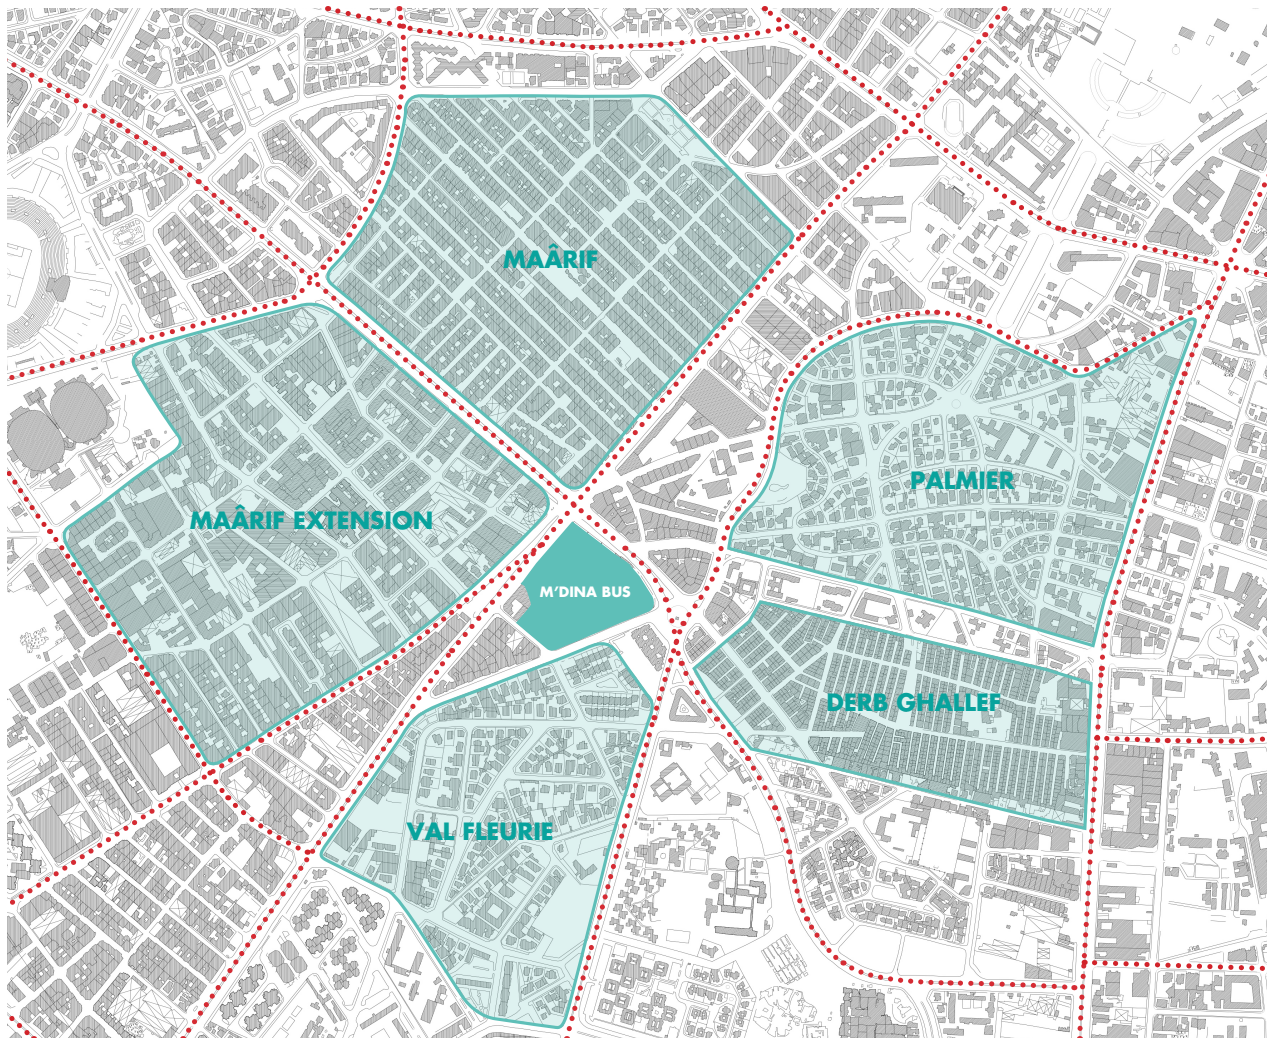 MAÂRIF
PALMIER
MAÂRIF EXTENSION
M'DINA BUS
DERB GHALLEF
VAL FLEURIE